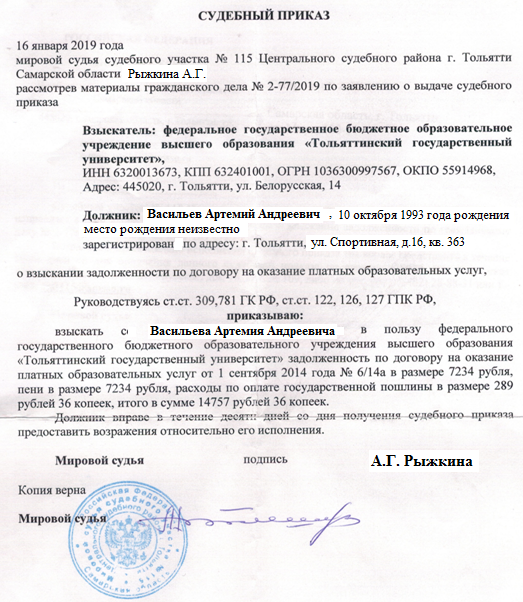 СУДЕБНЫЙ ПРИКАЗ
16 января 2019 года
мировой судья судебного участка № 115 Центрального судебного района г. Тольятти
Самарской области Рыжкина А.Г.
рассмотрев материалы гражданского дела № 2-77/2019 по заявлению о выдаче судебного
приказа
Взыскатель: федеральное государственное бюджетное образовательное
учреждение высшего образования «Тольяттинский государственный
университет»,
ИНН 6320013673, КПП 632401001, ОГРН 1036300997567, ОКПО 55914968,
Адрес: 445020, г. Тольятти, ул. Белорусская, 14
Должник: Васильев Артемий Андреевич , 10 октября 1993 года рождения
место рождения неизвестно
зарегистрирован по адресу: г. Тольятти, ул. Спортивная, д.16, кв. 363
о взыскании задолженности по договору на оказание платных образовательных услуг,
Руководствуясь ст.ст. 309,781 ГК РФ, ст.ст. 122, 126, 127 ГПК РФ,
приказываю:
взыскать с Васильева Артемия Андреевича в пользу федерального
государственного бюджетного образовательного учреждения высшего образования
«Тольяттинский государственный университет» задолженность по договору на оказание
платных образовательных услуг от 1 сентября 2014 года № 6/14а в размере 7234 рубля,
пени в размере 7234 рубля, расходы по оплате государственной пошлины в размере 289
рублей 36 копеек, итого в сумме 14757 рублей 36 копеек.
Должник вправе в течение десяти дней со дня получения судебного приказа
предоставить возражения относительно его исполнения.
Мировой судья подпись А.Г. Рыжкина
Копия верна
Мировой судья